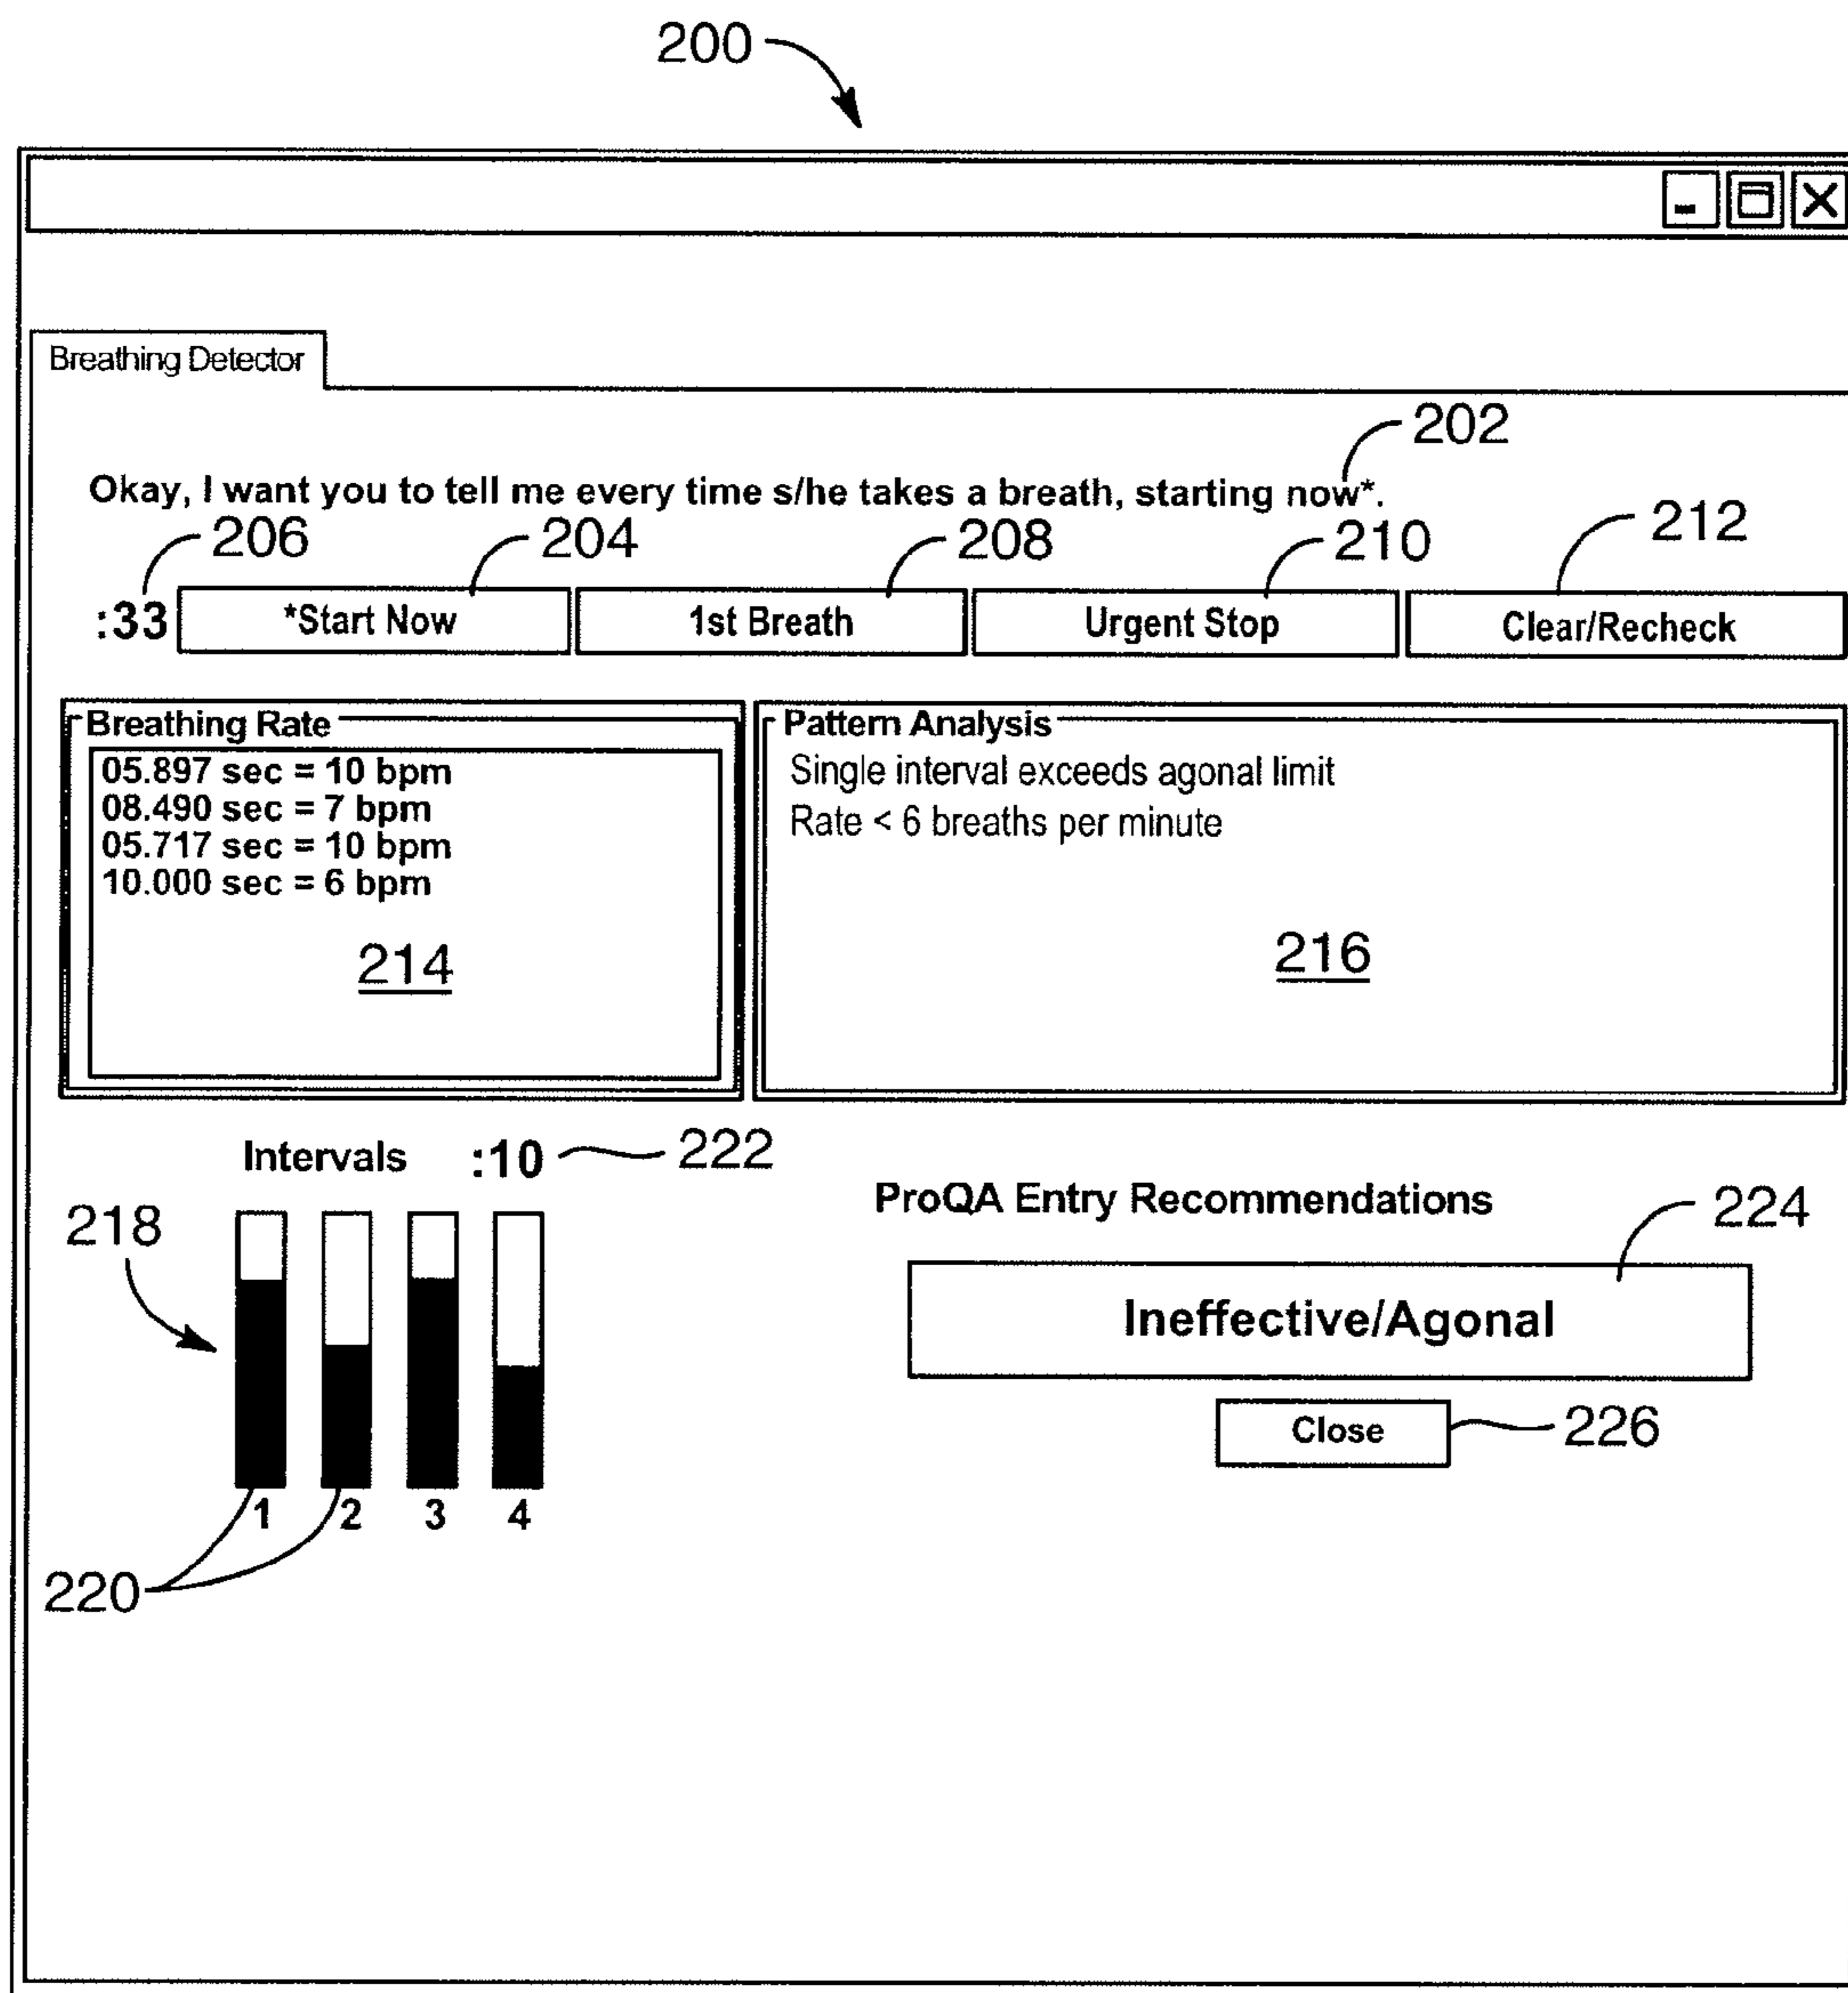 200
Breathing Detector
202
Okay, I want you to tell me every time s/he takes a breath, starting now*.
206 204 208 210 212
:33 *Start Now 1st Breath Urgent Stop Clear/Recheck
Breathing Rate
05.897 sec = 10 bpm
08.490 sec = 7 bpm
05.717 sec = 10 bpm
10.000 sec = 6 bpm
214
Pattern Analysis
Single interval exceeds agonal limit
Rate < 6 breaths per minute
216
Intervals :10 222
218
1 2 3 4
220
ProQA Entry Recommendations
224
Ineffective/Agonal
Close 226